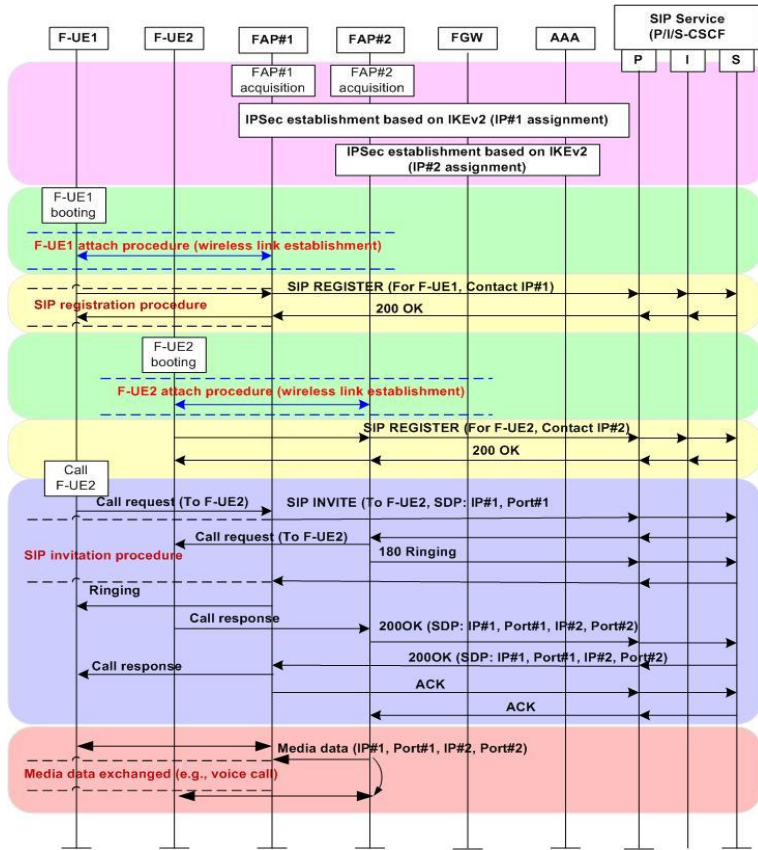 SIP Service
(P/I/S-CSCF
F-UE1 F-UE2 FAP#1 FAP#2 FGW AAA
P I S
FAP#1
acquisition
FAP#2
acquisition
IPSec establishment based on IKEv2 (IP#1 assignment)
IPSec establishment based on IKEv2
(IP#2 assignment)
F-UE1
booting
F-UE1 attach procedure (wireless link establishment)
SIP REGISTER (For F-UE1, Contact IP#1)
SIP registration procedure
200 OK
F-UE2
booting
F-UE2 attach procedure (wireless link establishment)
SIP REGISTER (For F-UE2, Contact IP#2)
200 OK
Call
F-UE2
Call request (To F-UE2)
SIP INVITE (To F-UE2, SDP: IP#1, Port#1
Call request (To F-UE2)
SIP invitation procedure
180 Ringing
Ringing
Call response
200OK (SDP: IP#1, Port#1, IP#2, Port#2)
200OK (SDP: IP#1, Port#1, IP#2, Port#2)
Call response
ACK
ACK
Media data (IP#1, Port#1, IP#2, Port#2)
Media data exchanged (e.g., voice call)